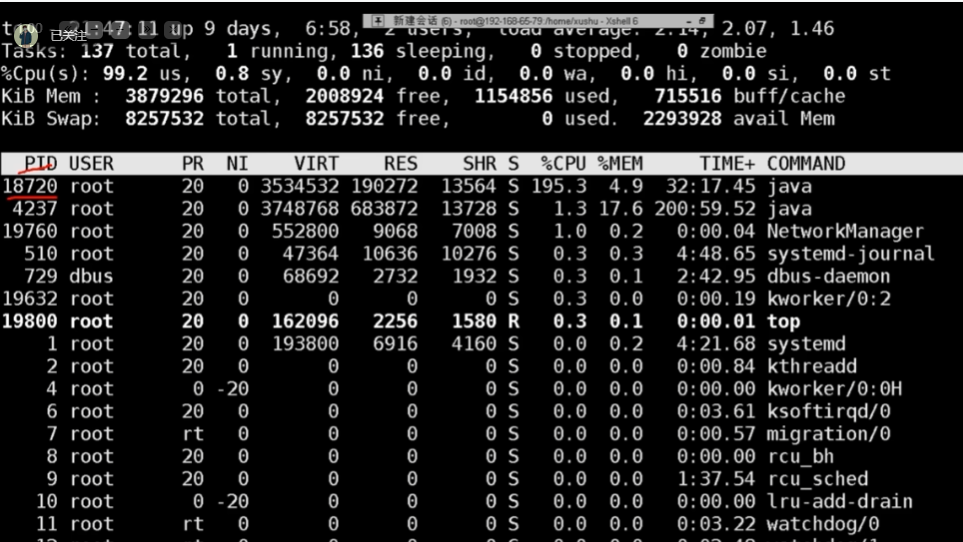 新建会话 (6) - root@192-168-65-79:/home/xushu - Xshell 6
21:47:11 up 9 days, 6:58, 2 users, load average: 2.14, 2.07, 1.46
已关注
Tasks: 137 total, 1 running, 136 sleeping, 0 stopped, 0 zombie
%Cpu(s): 99.2 us, 0.8 sy, 0.0 ni, 0.0 id, 0.0 wa, 0.0 hi, 0.0 si, 0.0 st
KiB Mem : 3879296 total, 2008924 free, 1154856 used, 715516 buff/cache
KiB Swap: 8257532 total, 8257532 free, 0 used. 2293928 avail Mem
PID USER PR NI VIRT RES SHR S %CPU %MEM TIME+ COMMAND
18720 root 20 0 3534532 190272 13564 S 195.3 4.9 32:17.45 java
4237 root 20 0 3748768 683872 13728 S 1.3 17.6 200:59.52 java
19760 root 20 0 552800 9068 7008 S 1.0 0.2 0:00.04 NetworkManager
510 root 20 0 47364 10636 10276 S 0.3 0.3 4:48.65 systemd-journal
729 dbus 20 0 68692 2732 1932 S 0.3 0.1 2:42.95 dbus-daemon
19632 root 20 0 0 0 0 S 0.3 0.0 0:00.19 kworker/0:2
19800 root 20 0 162096 2256 1580 R 0.3 0.1 0:00.01 top
1 root 20 0 193800 6916 4160 S 0.0 0.2 4:21.68 systemd
2 root 20 0 0 0 0 S 0.0 0.0 0:00.84 kthreadd
4 root 0 -20 0 0 0 S 0.0 0.0 0:00.00 kworker/0:0H
6 root 20 0 0 0 0 S 0.0 0.0 0:03.61 ksoftirqd/0
7 root rt 0 0 0 0 S 0.0 0.0 0:00.57 migration/0
8 root 20 0 0 0 0 S 0.0 0.0 0:00.00 rcu_bh
9 root 20 0 0 0 0 S 0.0 0.0 1:37.54 rcu_sched
10 root 0 -20 0 0 0 S 0.0 0.0 0:00.00 lru-add-drain
11 root rt 0 0 0 0 S 0.0 0.0 0:03.22 watchdog/0